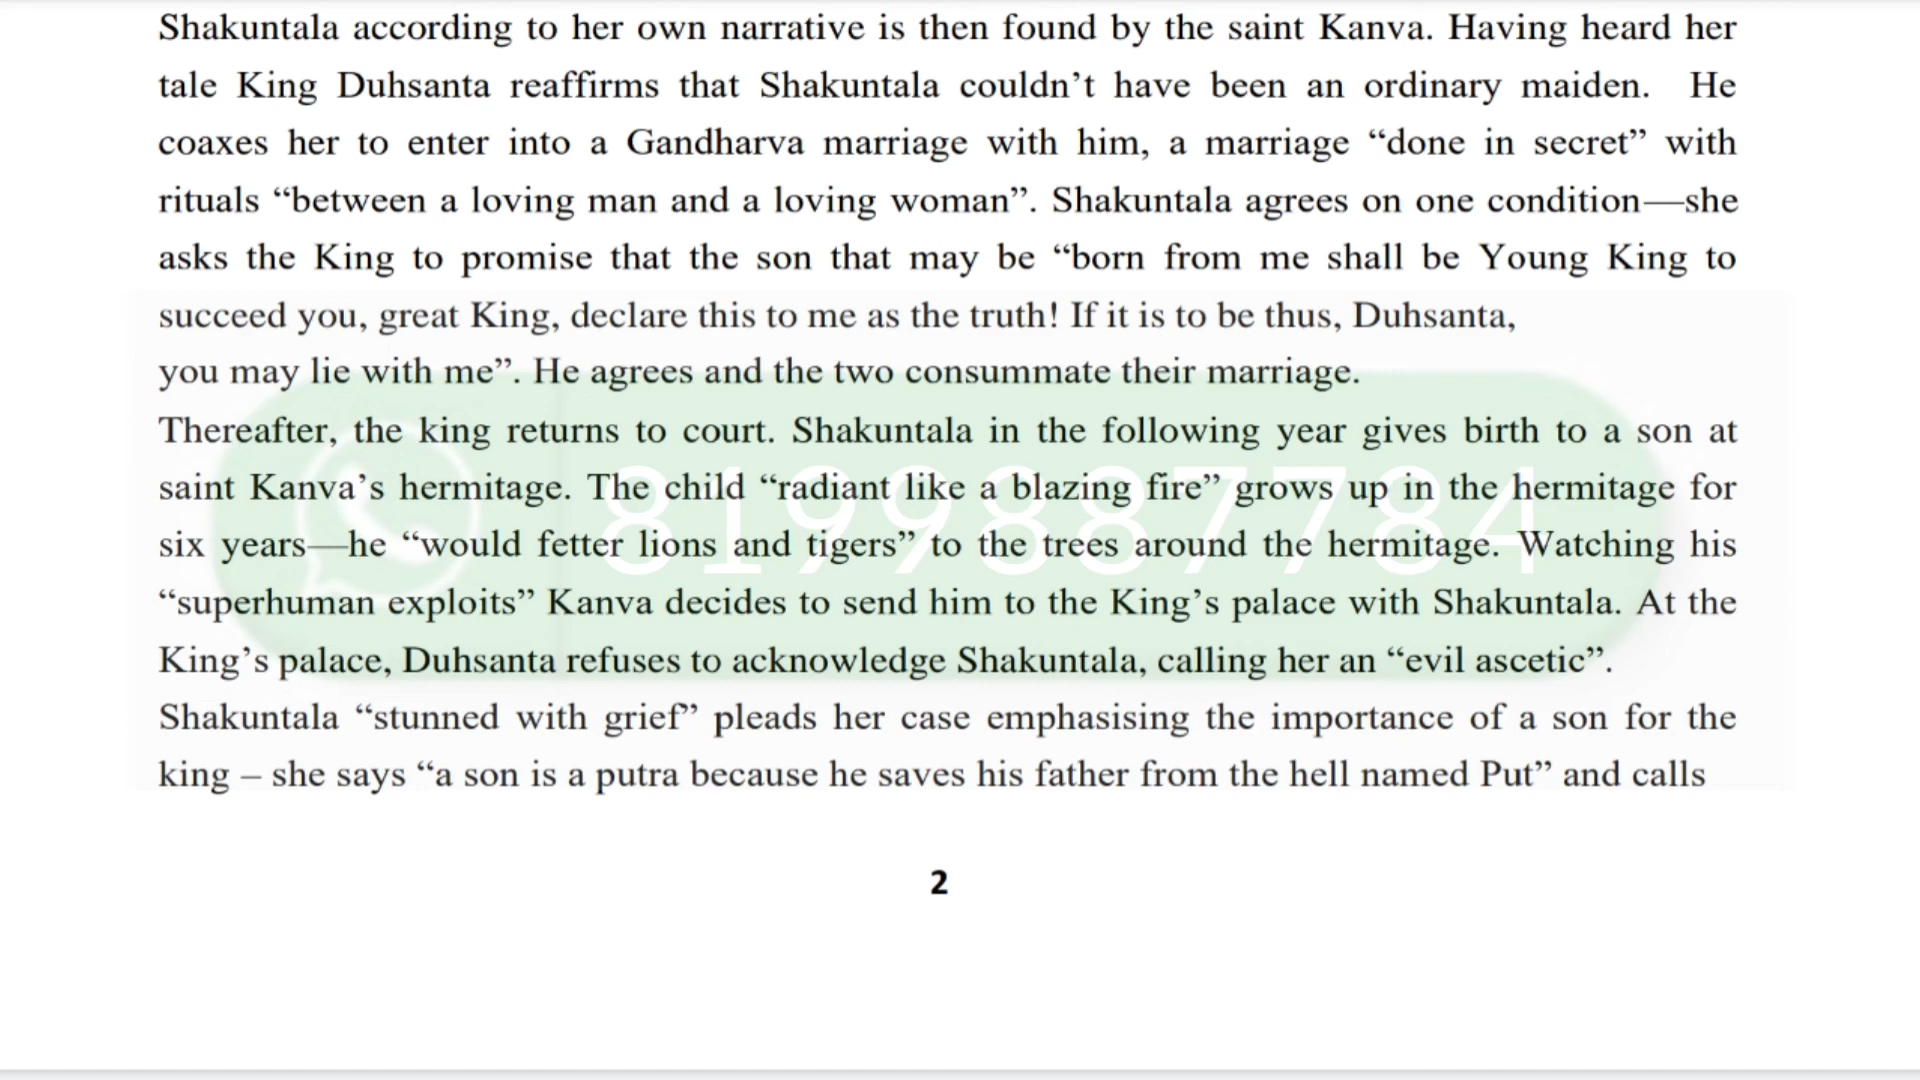 Shakuntala according to her own narrative is then found by the saint Kanva. Having heard her
tale King Duhsanta reaffirms that Shakuntala couldn’t have been an ordinary maiden. He
coaxes her to enter into a Gandharva marriage with him, a marriage “done in secret” with
rituals “between a loving man and a loving woman”. Shakuntala agrees on one condition—she
asks the King to promise that the son that may be “born from me shall be Young King to
succeed you, great King, declare this to me as the truth! If it is to be thus, Duhsanta,
you may lie with me”. He agrees and the two consummate their marriage.
Thereafter, the king returns to court. Shakuntala in the following year gives birth to a son at
saint Kanva’s hermitage. The child “radiant like a blazing fire” grows up in the hermitage for
8199887784
six years—he “would fetter lions and tigers” to the trees around the hermitage. Watching his
“superhuman exploits” Kanva decides to send him to the King’s palace with Shakuntala. At the
King’s palace, Duhsanta refuses to acknowledge Shakuntala, calling her an “evil ascetic”.
Shakuntala “stunned with grief” pleads her case emphasising the importance of a son for the
king – she says “a son is a putra because he saves his father from the hell named Put” and calls
2